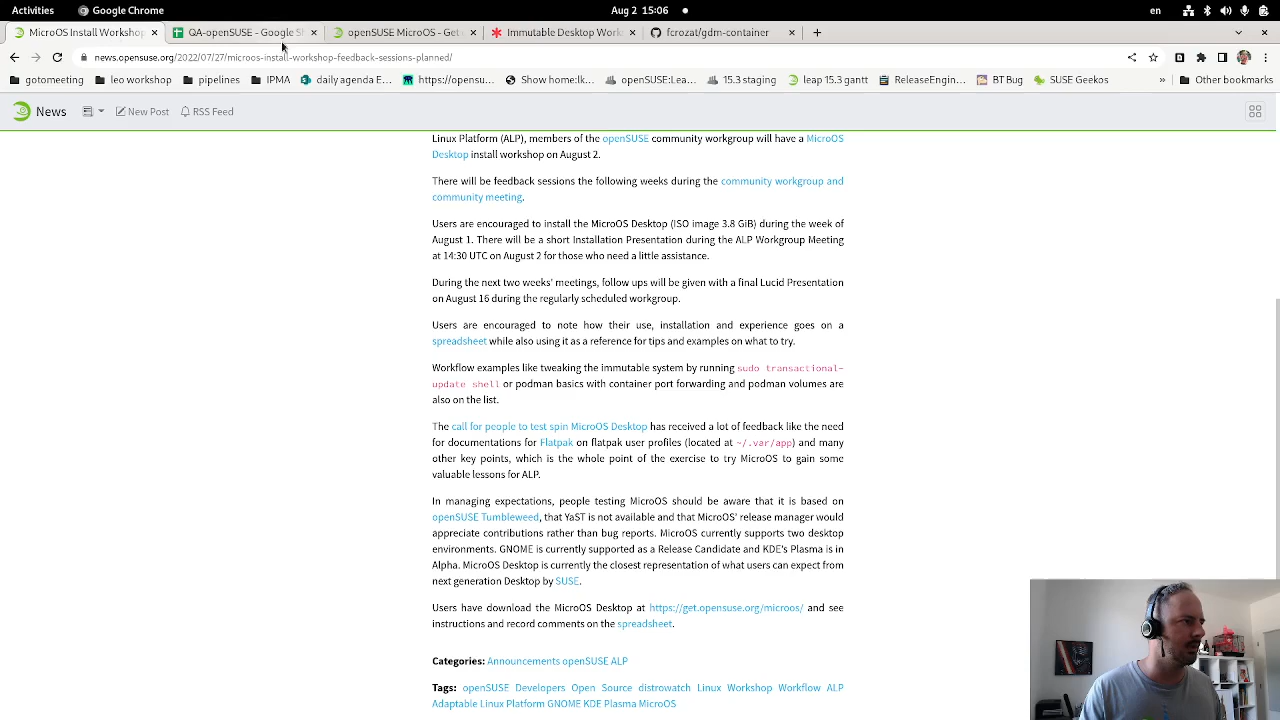 Activities Google Chrome Aug 2 15:06 en
MicroOS Install Workshop QA-openSUSE - Google Sh openSUSE MicroOS - Get Immutable Desktop Works fcrozat/gdm-container
news.opensuse.org/2022/07/27/microos-install-workshop-feedback-sessions-planned/
gotomeeting leo workshop pipelines IPMA daily agenda Em... https://opensu... Show home:lk... openSUSE:Lea... 15.3 staging leap 15.3 gantt ReleaseEngin... BT Bug SUSE Geekos » Other bookmarks
News New Post RSS Feed
Linux Platform (ALP), members of the openSUSE community workgroup will have a MicroOS
Desktop install workshop on August 2.
There will be feedback sessions the following weeks during the community workgroup and
community meeting.
Users are encouraged to install the MicroOS Desktop (ISO image 3.8 GiB) during the week of
August 1. There will be a short Installation Presentation during the ALP Workgroup Meeting
at 14:30 UTC on August 2 for those who need a little assistance.
During the next two weeks' meetings, follow ups will be given with a final Lucid Presentation
on August 16 during the regularly scheduled workgroup.
Users are encouraged to note how their use, installation and experience goes on a
spreadsheet while also using it as a reference for tips and examples on what to try.
Workflow examples like tweaking the immutable system by running sudo transactional-
update shell or podman basics with container port forwarding and podman volumes are
also on the list.
The call for people to test spin MicroOS Desktop has received a lot of feedback like the need
for documentations for Flatpak on flatpak user profiles (located at ~/.var/app) and many
other key points, which is the whole point of the exercise to try MicroOS to gain some
valuable lessons for ALP.
In managing expectations, people testing MicroOS should be aware that it is based on
openSUSE Tumbleweed, that YaST is not available and that MicroOS' release manager would
appreciate contributions rather than bug reports. MicroOS currently supports two desktop
environments. GNOME is currently supported as a Release Candidate and KDE's Plasma is in
Alpha. MicroOS Desktop is currently the closest representation of what users can expect from
next generation Desktop by SUSE.
Users have download the MicroOS Desktop at https://get.opensuse.org/microos/ and see
instructions and record comments on the spreadsheet.
Categories: Announcements openSUSE ALP
Tags: openSUSE Developers Open Source distrowatch Linux Workshop Workflow ALP
Adaptable Linux Platform GNOME KDE Plasma MicroOS